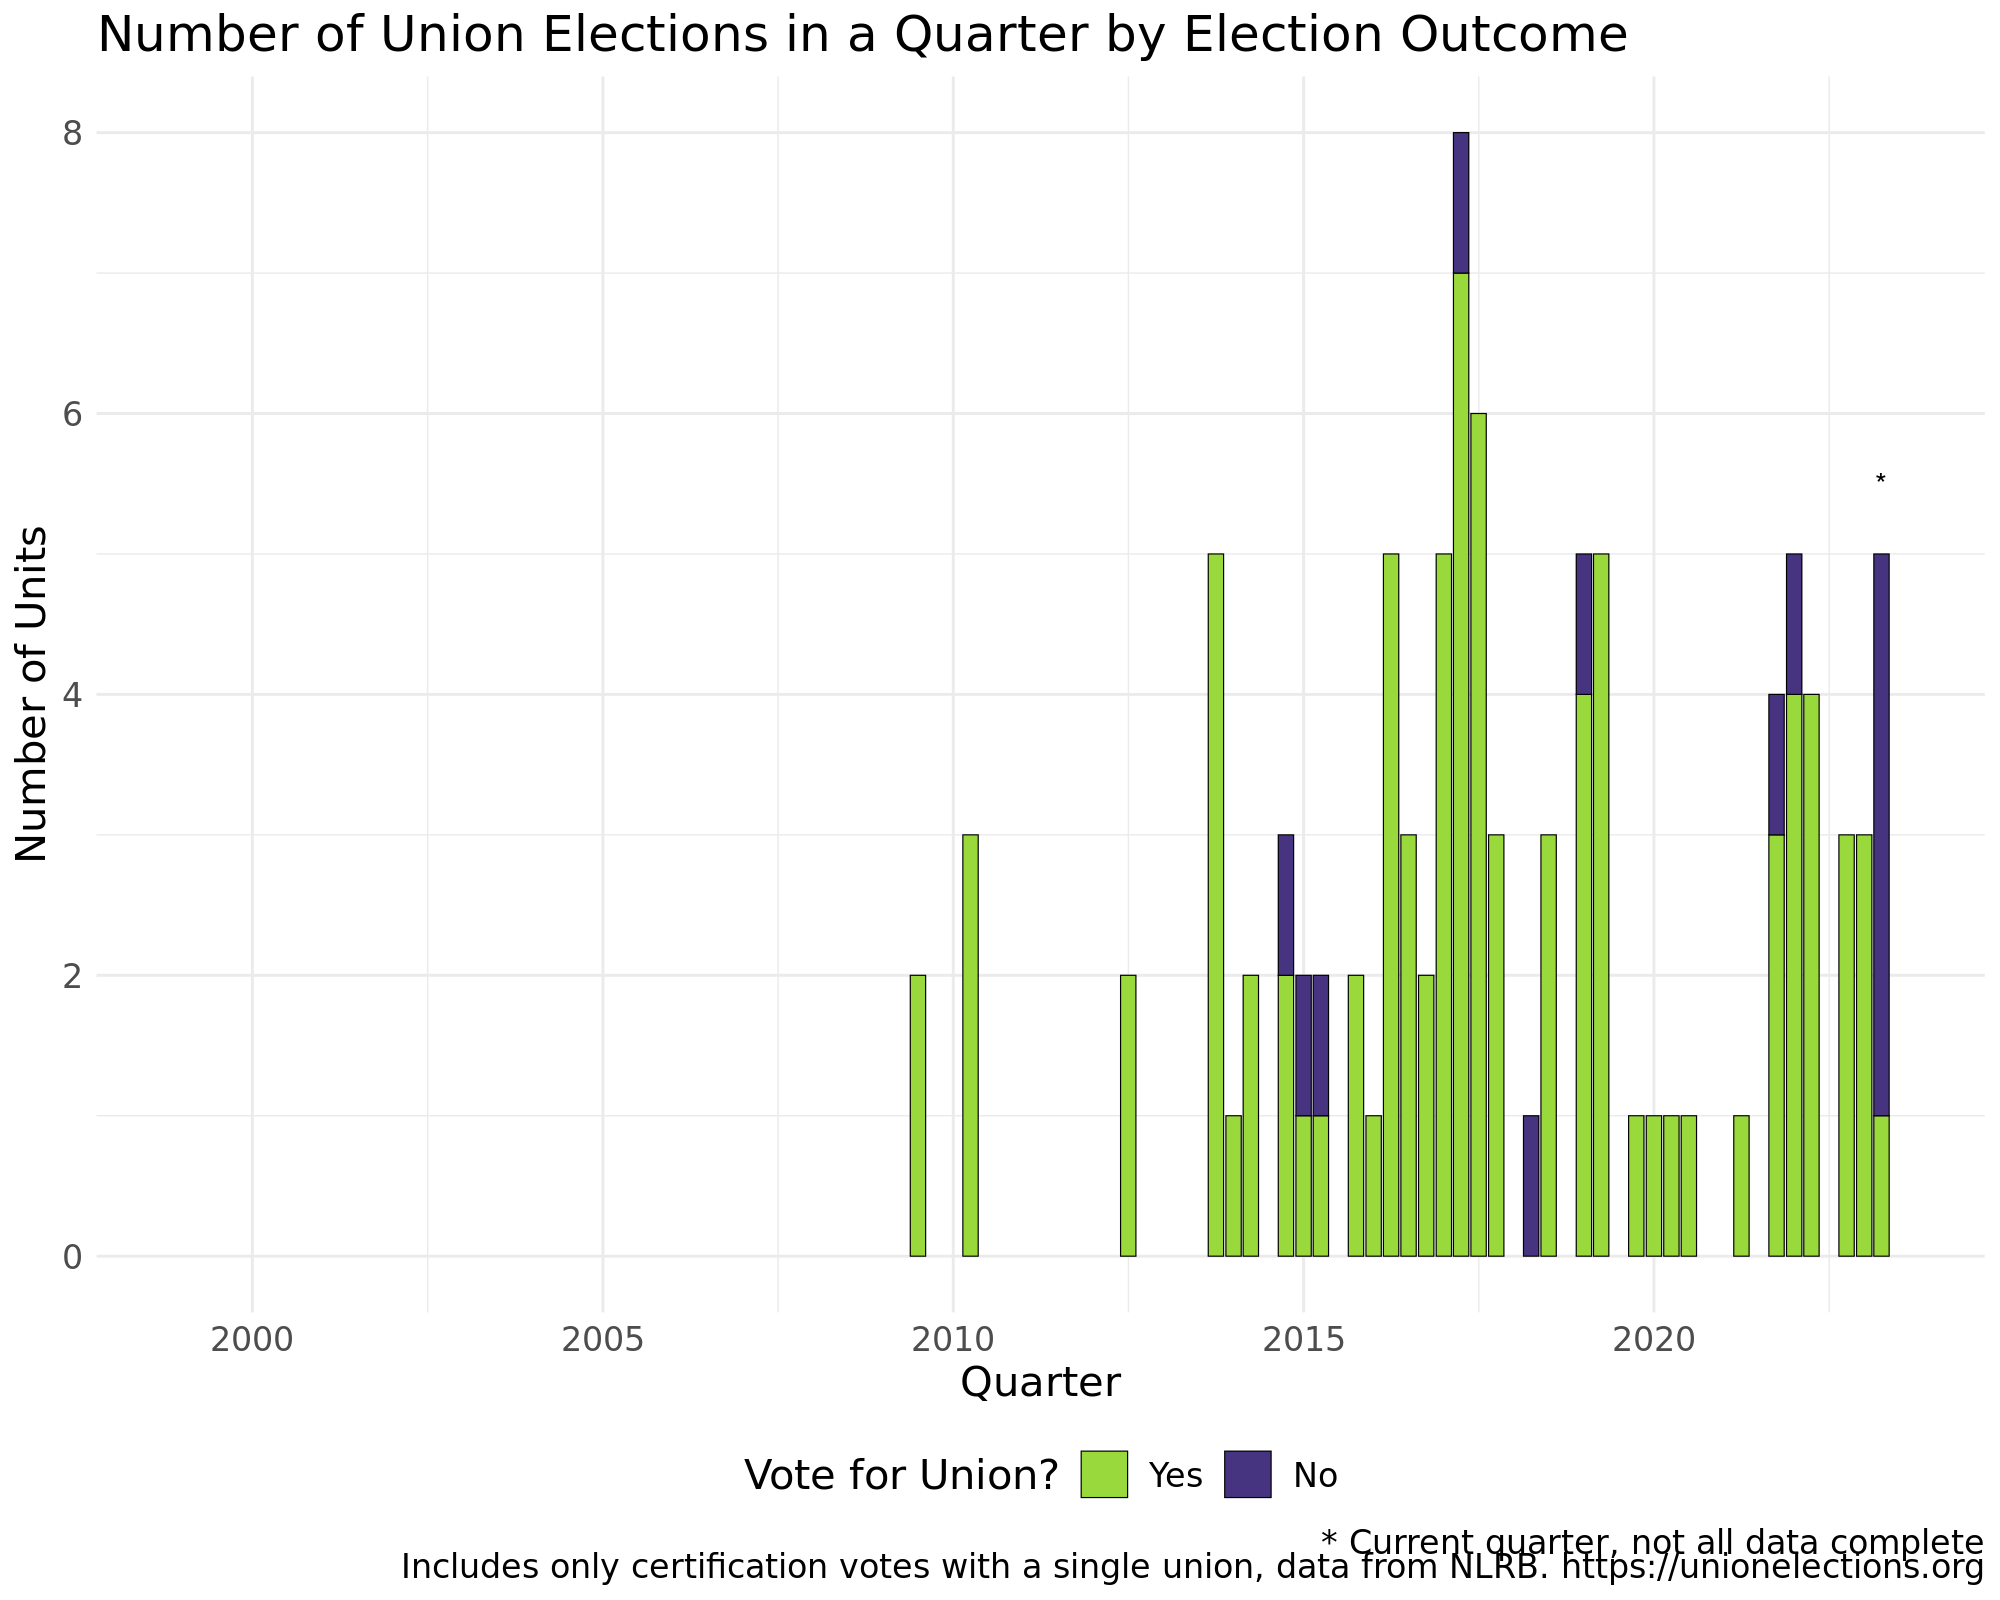 Number of Union Elections in a Quarter by Election Outcome
8
6
4
2
0
*
Number of Units
2000 2005 2010 2015 2020
Quarter
Vote for Union? Yes No
* Current quarter, not all data complete
Includes only certification votes with a single union, data from NLRB. https://unionelections.org